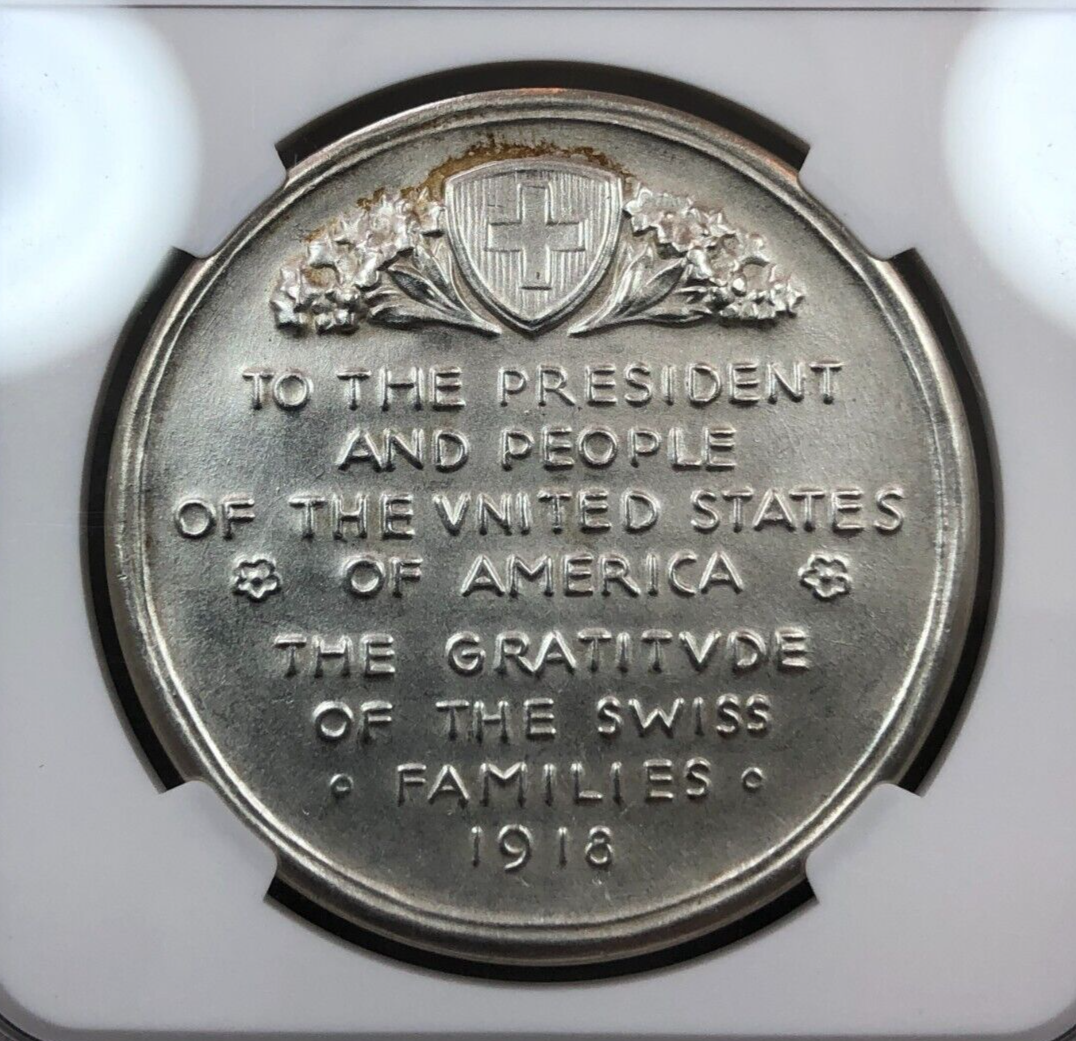 TO THE PRESIDENT
AND PEOPLE
OF THE VNITED STATES
OF AMERICA
THE GRATITVDE
OF THE SWISS
FAMILIES
1918